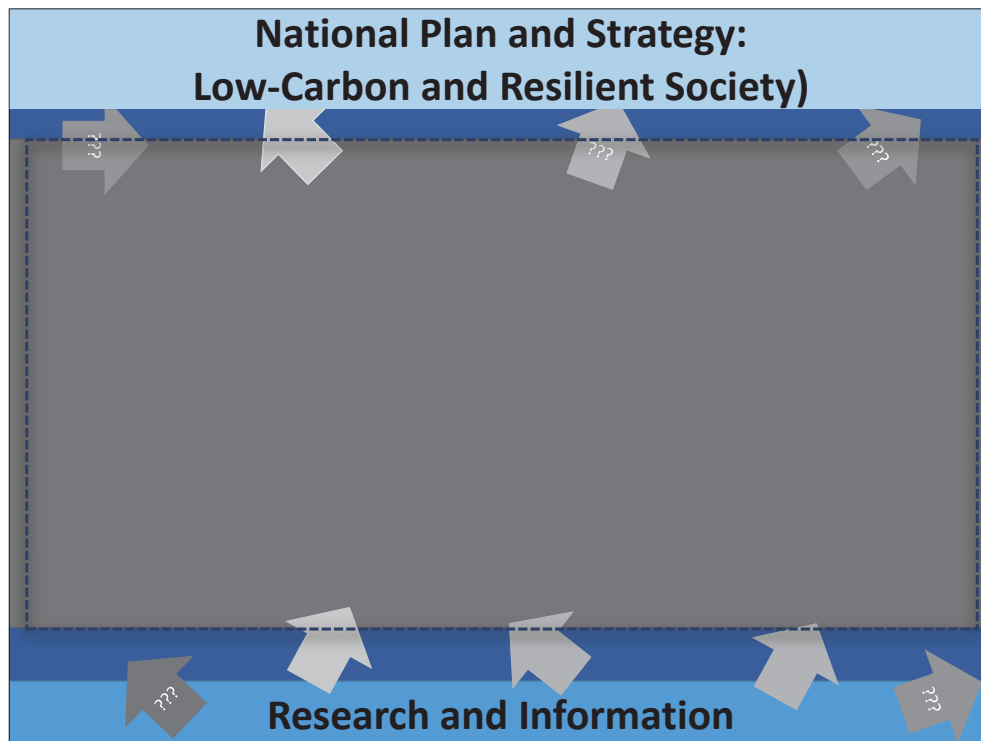 National Plan and Strategy:
Low-Carbon and Resilient Society)
???
???
???
???
???
Research and Information